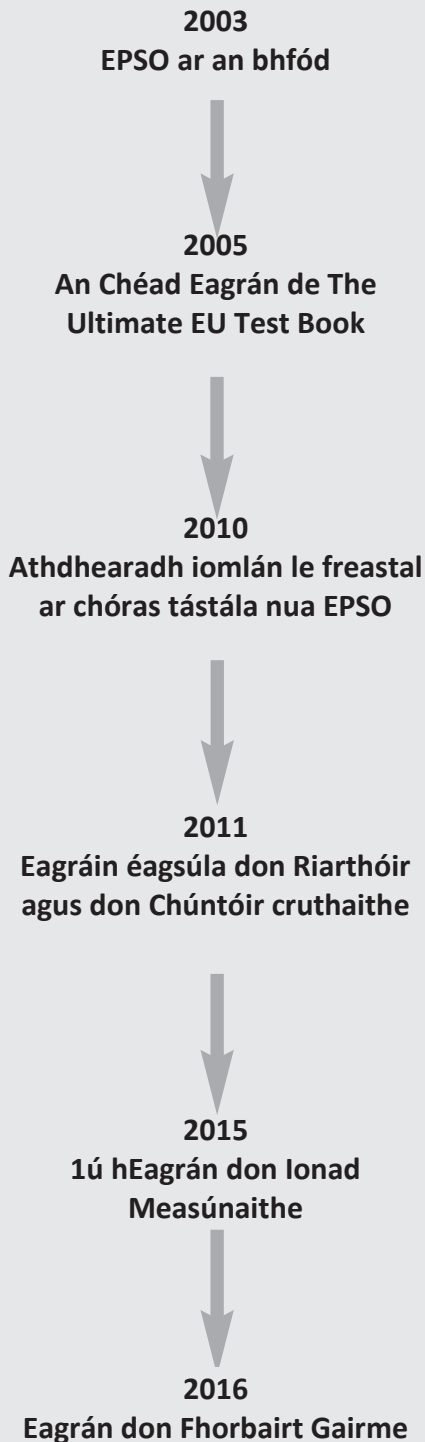 2003
EPSO ar an bhfód
2005
An Chéad Eagrán de The
Ultimate EU Test Book
2010
Athdhearadh iomlán le freastal
ar chóras tástála nua EPSO
2011
Eagráin éagsúla don Riarthóir
agus don Chúntóir cruthaithe
2015
1ú hEagrán don Ionad
Measúnaithe
2016
Eagrán don Fhorbairt Gairme